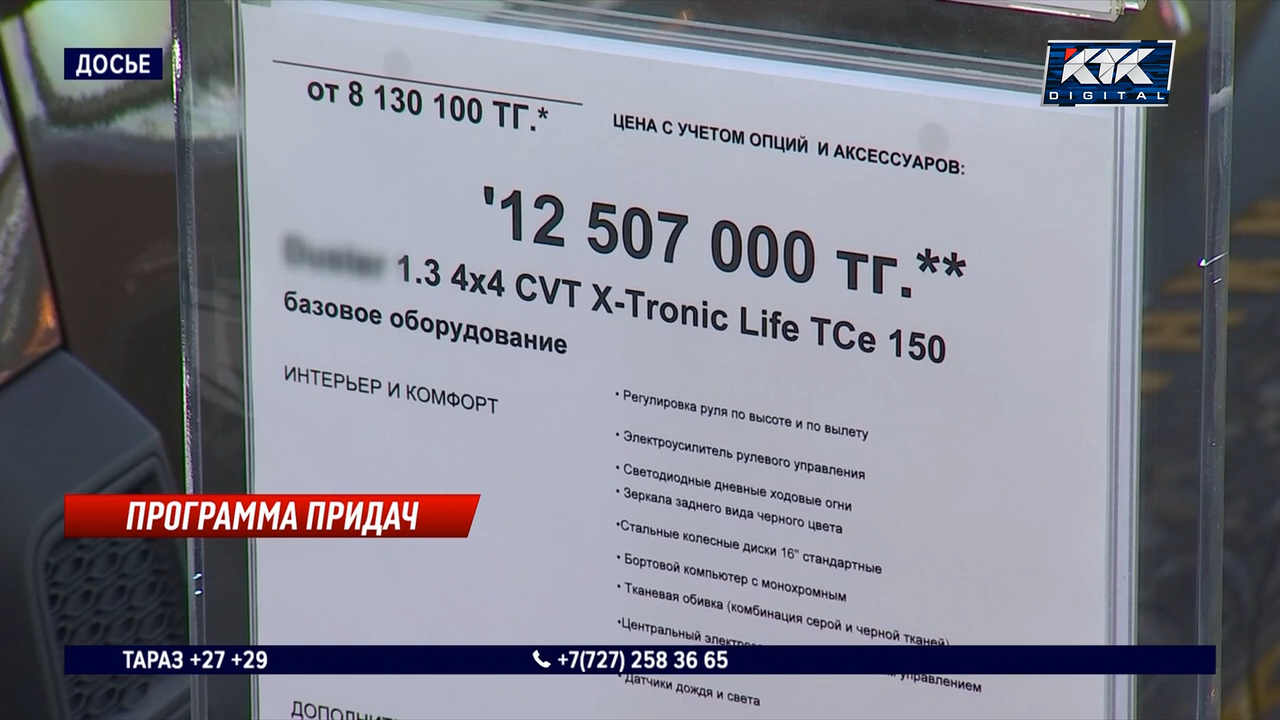 ДОСЬЕ
КТК
DIGITAL
от 8 130 100 ТГ.*
ЦЕНА С УЧЕТОМ ОПЦИЙ И АКСЕССУАРОВ:
'12 507 000 тг.**
1.3 4x4 CVT X-Tronic Life TCe 150
базовое оборудование
ИНТЕРЬЕР И КОМФОРТ
• Регулировка руля по высоте и по вылету
• Электроусилитель рулевого управления
• Светодиодные дневные ходовые огни
• Зеркала заднего вида черного цвета
•Стальные колесные диски 16" стандартные
• Бортовой компьютер с монохромным
• Тканевая обивка (комбинация серой и черной тканей)
•Центральный
управлением
• Датчики дождя и света
ПРОГРАММА ПРИДАЧ
ТАРАЗ +27 +29
+7(727) 258 36 65